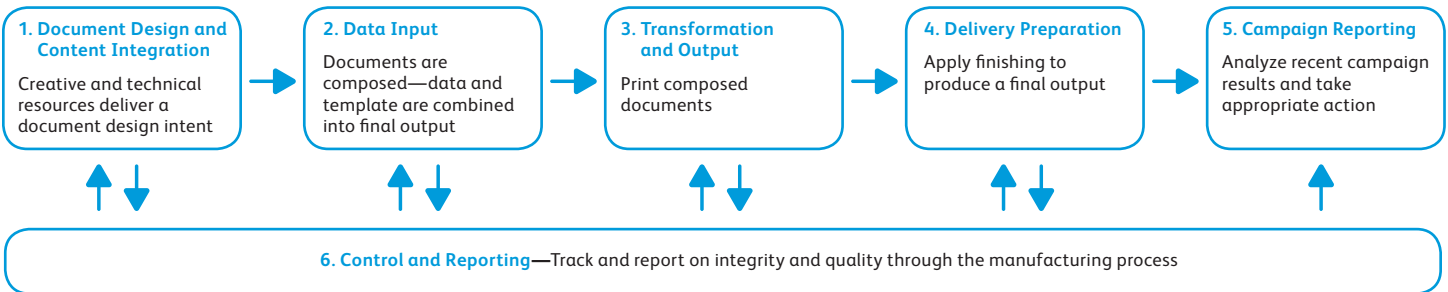 1. Document Design and
Content Integration
Creative and technical
resources deliver a
document design intent
2. Data Input
Documents are
composed—data and
template are combined
into final output
3. Transformation
and Output
Print composed
documents
4. Delivery Preparation
Apply finishing to
produce a final output
5. Campaign Reporting
Analyze recent campaign
results and take
appropriate action
6. Control and Reporting—Track and report on integrity and quality through the manufacturing process